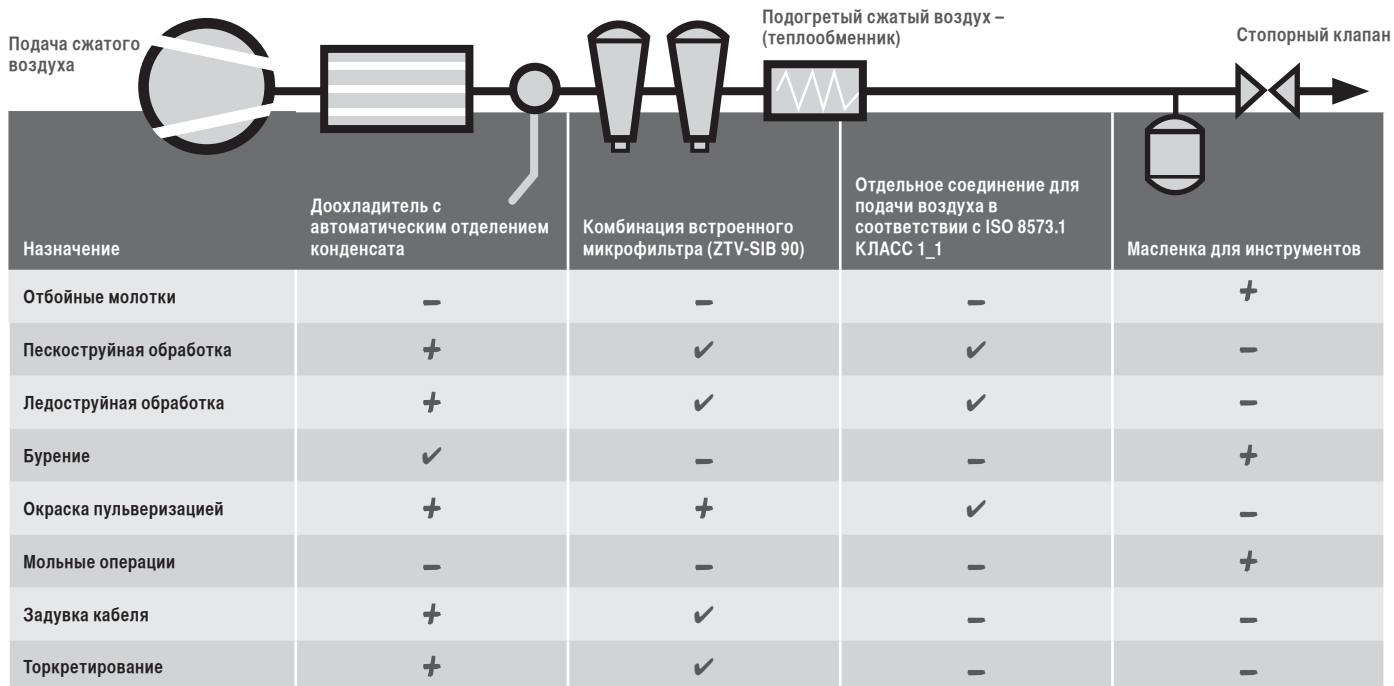 Подача сжатого
воздуха
Подогретый сжатый воздух –
(теплообменник)
Стопорный клапан
Назначение
Доохладитель с
автоматическим отделением
конденсата
Комбинация встроенного
микрофильтра (ZTV-SIB 90)
Отдельное соединение для
подачи воздуха в
соответствии с ISO 8573.1
КЛАСС 1_1
Масленка для инструментов
Отбойные молотки – – – +
Пескоструйная обработка + ✔ ✔ –
Ледоструйная обработка + ✔ ✔ –
Бурение ✔ – – +
Окраска пульверизацией + + ✔ –
Мольные операции – – – +
Задувка кабеля + ✔ – –
Торкретирование + ✔ – –